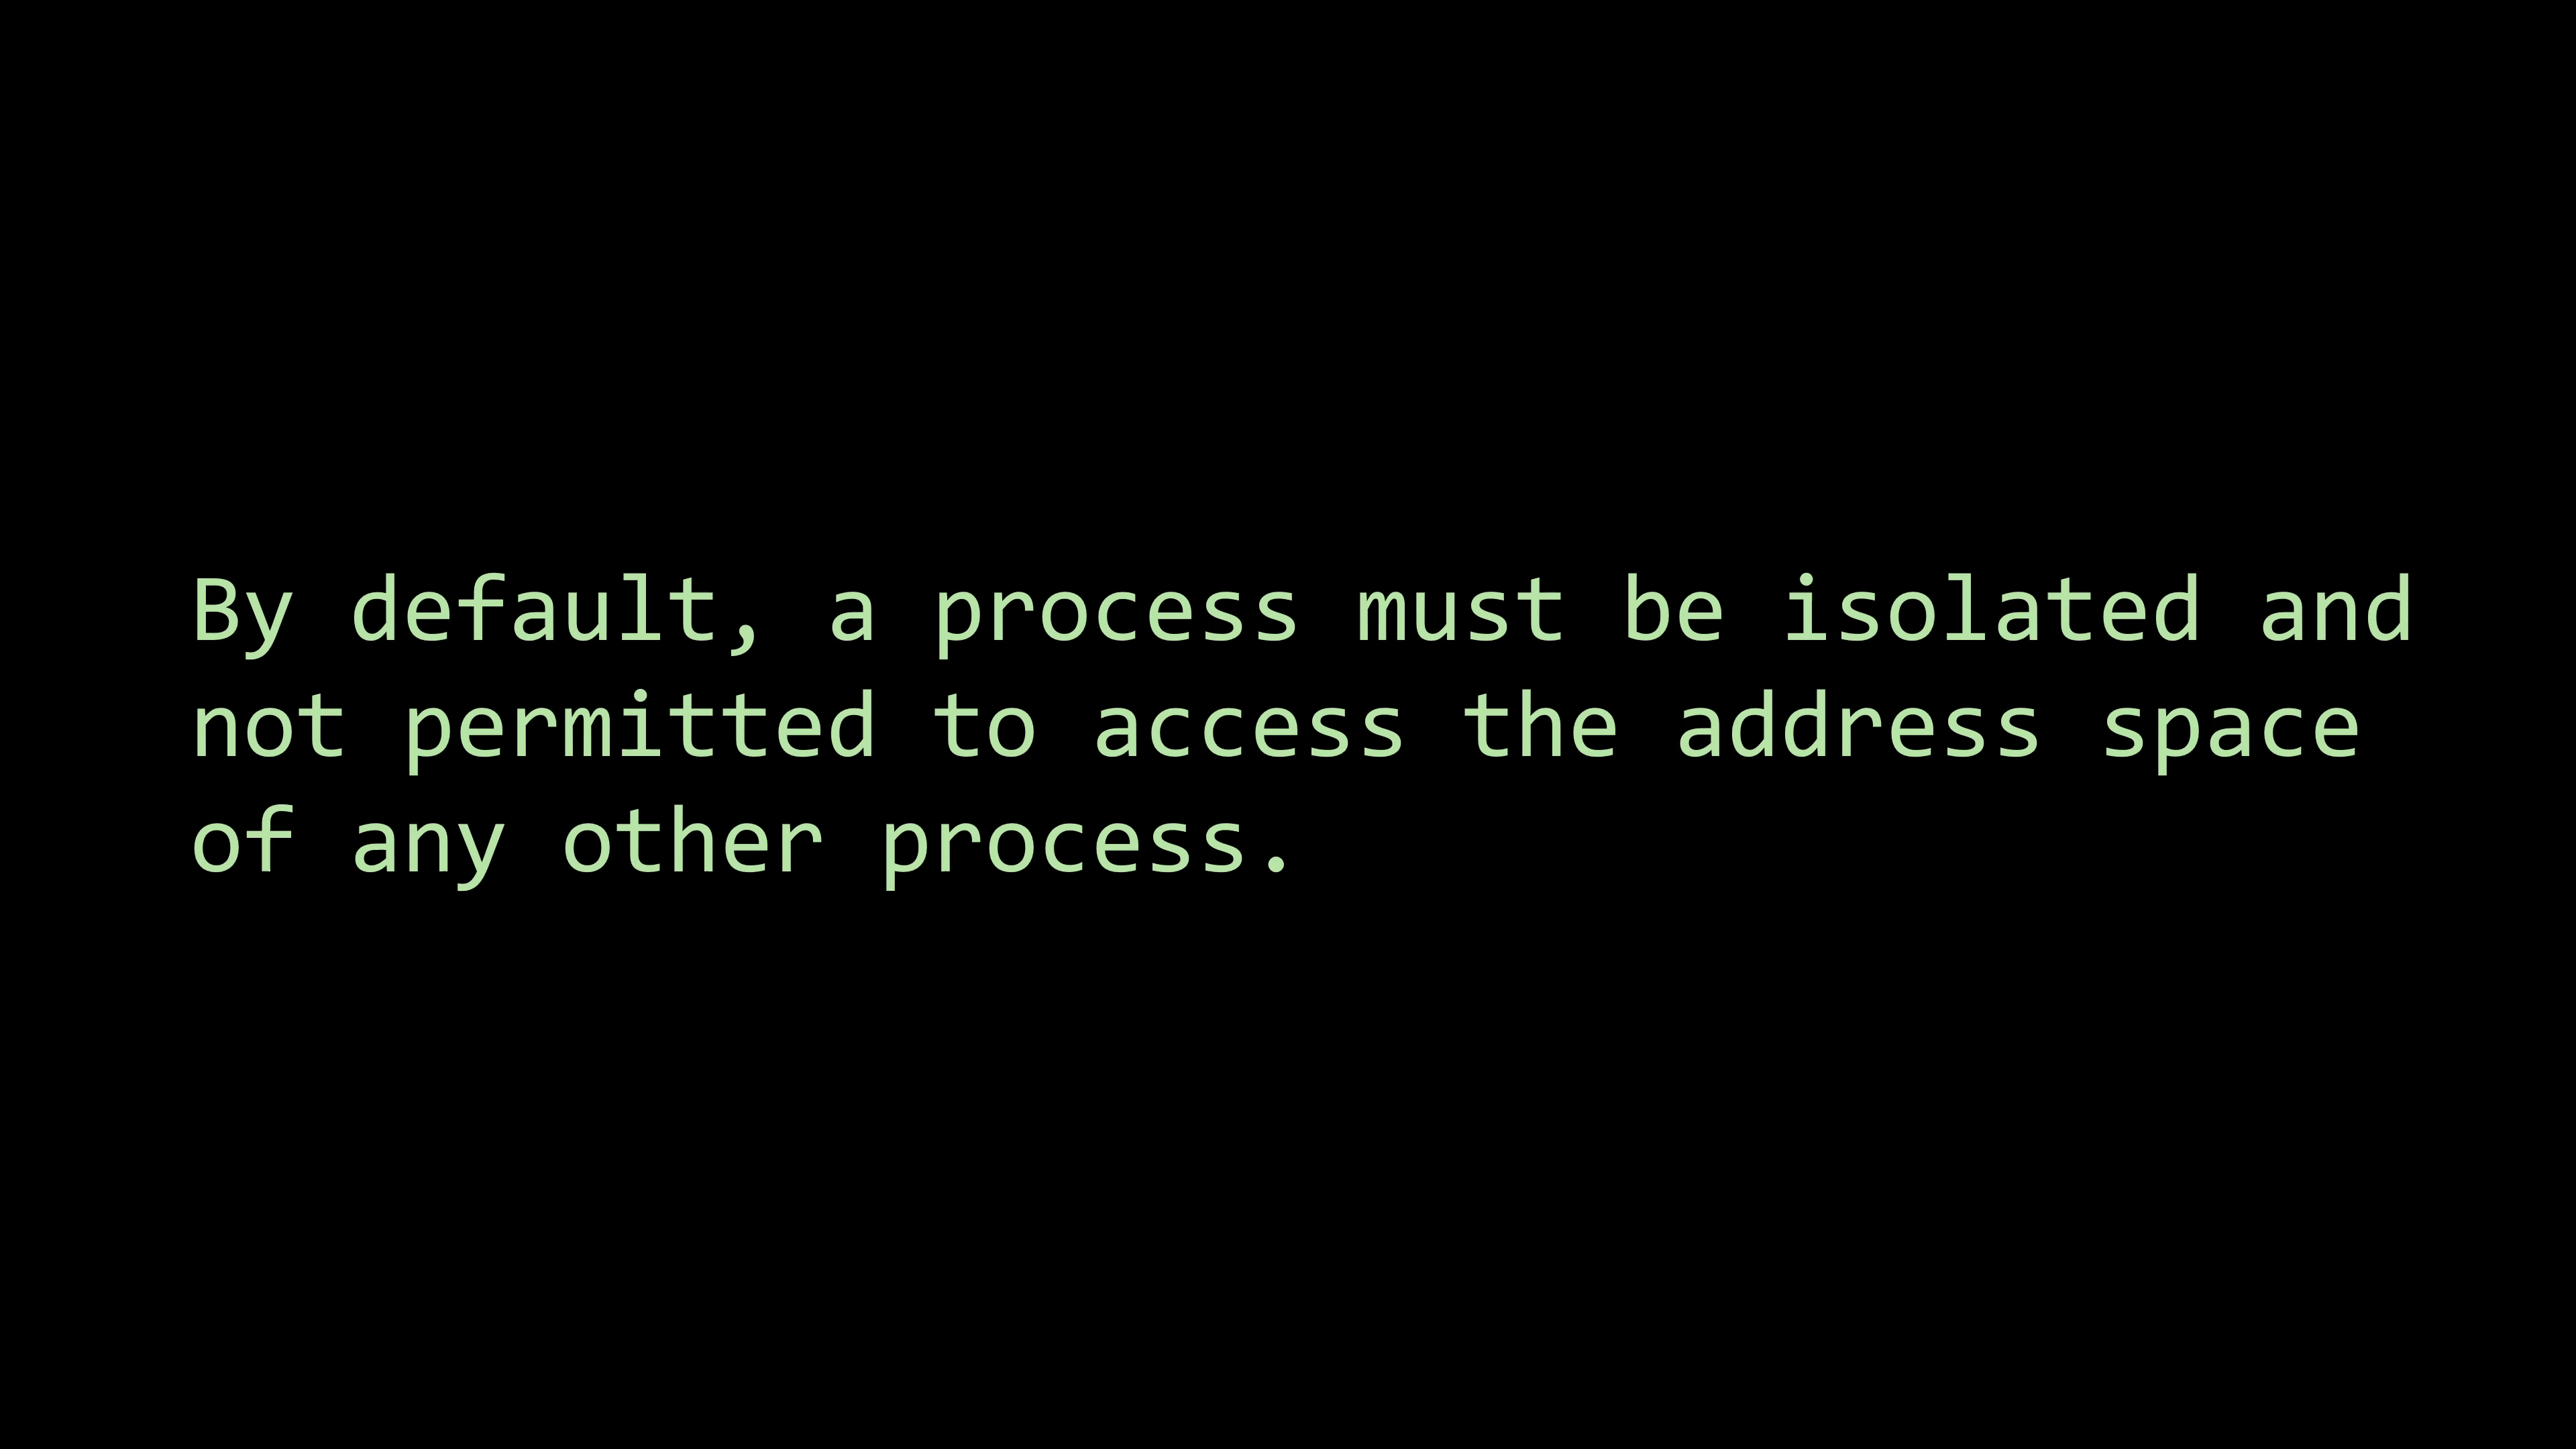 By default, a process must be isolated and
not permitted to access the address space
of any other process.